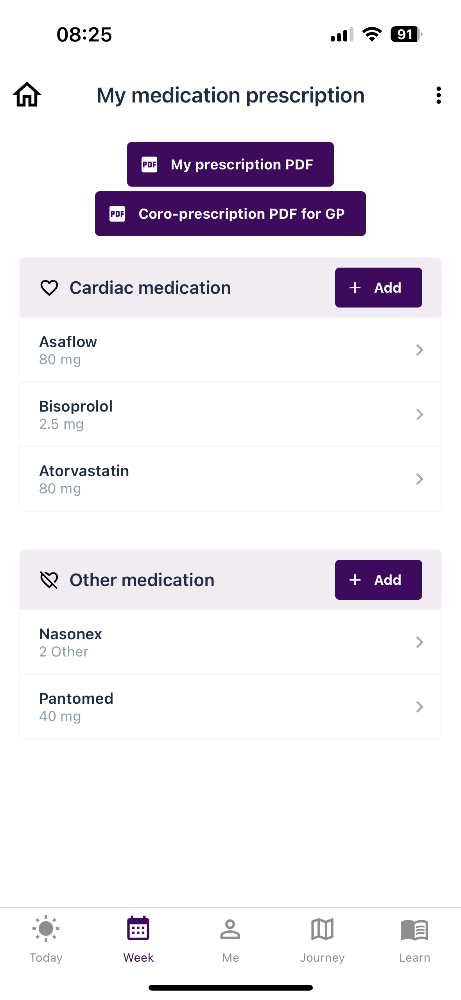 08:25
91
My medication prescription
PDF My prescription PDF
PDF Coro-prescription PDF for GP
Cardiac medication
+ Add
Asaflow
80 mg
Bisoprolol
2.5 mg
Atorvastatin
80 mg
Other medication
+ Add
Nasonex
2 Other
Pantomed
40 mg
Today
Week
Me
Journey
Learn